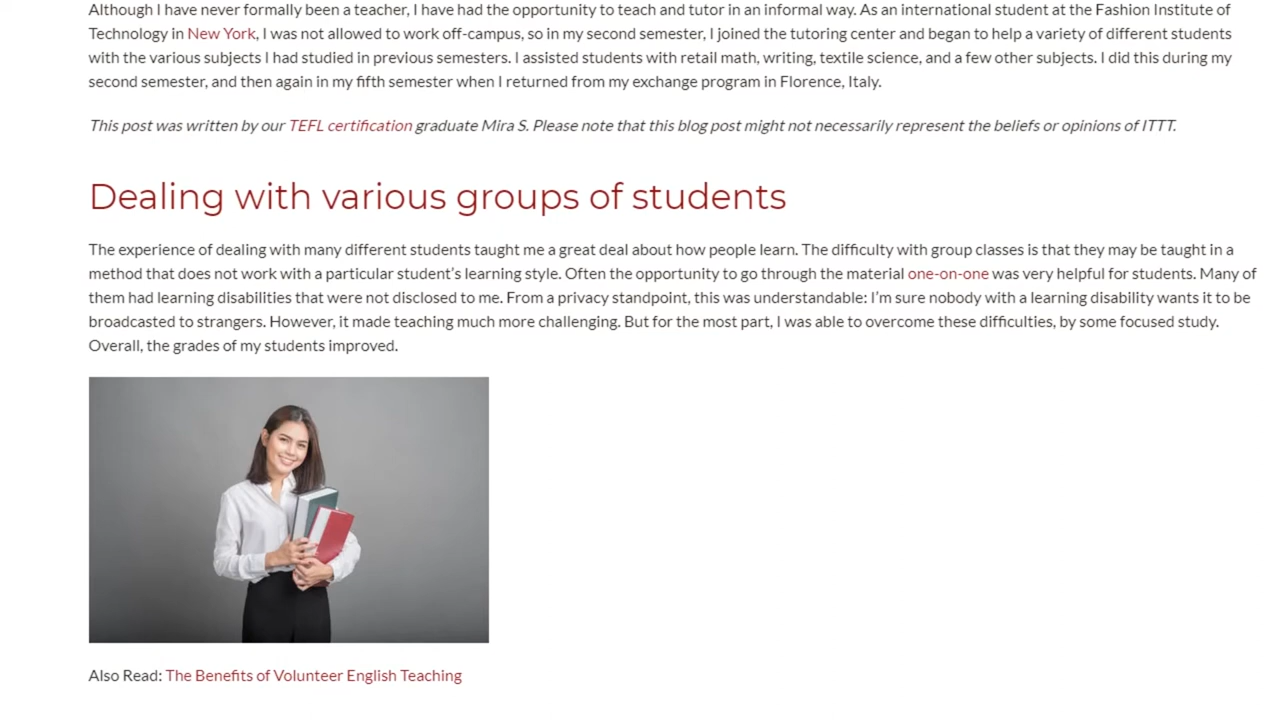 Although I have never formally been a teacher, I have had the opportunity to teach and tutor in an informal way. As an international student at the Fashion Institute of
Technology in New York, I was not allowed to work off-campus, so in my second semester, I joined the tutoring center and began to help a variety of different students
with the various subjects I had studied in previous semesters. I assisted students with retail math, writing, textile science, and a few other subjects. I did this during my
second semester, and then again in my fifth semester when I returned from my exchange program in Florence, Italy.
This post was written by our TEFL certification graduate Mira S. Please note that this blog post might not necessarily represent the beliefs or opinions of ITTT.
Dealing with various groups of students
The experience of dealing with many different students taught me a great deal about how people learn. The difficulty with group classes is that they may be taught in a
method that does not work with a particular student's learning style. Often the opportunity to go through the material one-on-one was very helpful for students. Many of
them had learning disabilities that were not disclosed to me. From a privacy standpoint, this was understandable: I'm sure nobody with a learning disability wants it to be
broadcasted to strangers. However, it made teaching much more challenging. But for the most part, I was able to overcome these difficulties, by some focused study.
Overall, the grades of my students improved.
Also Read: The Benefits of Volunteer English Teaching